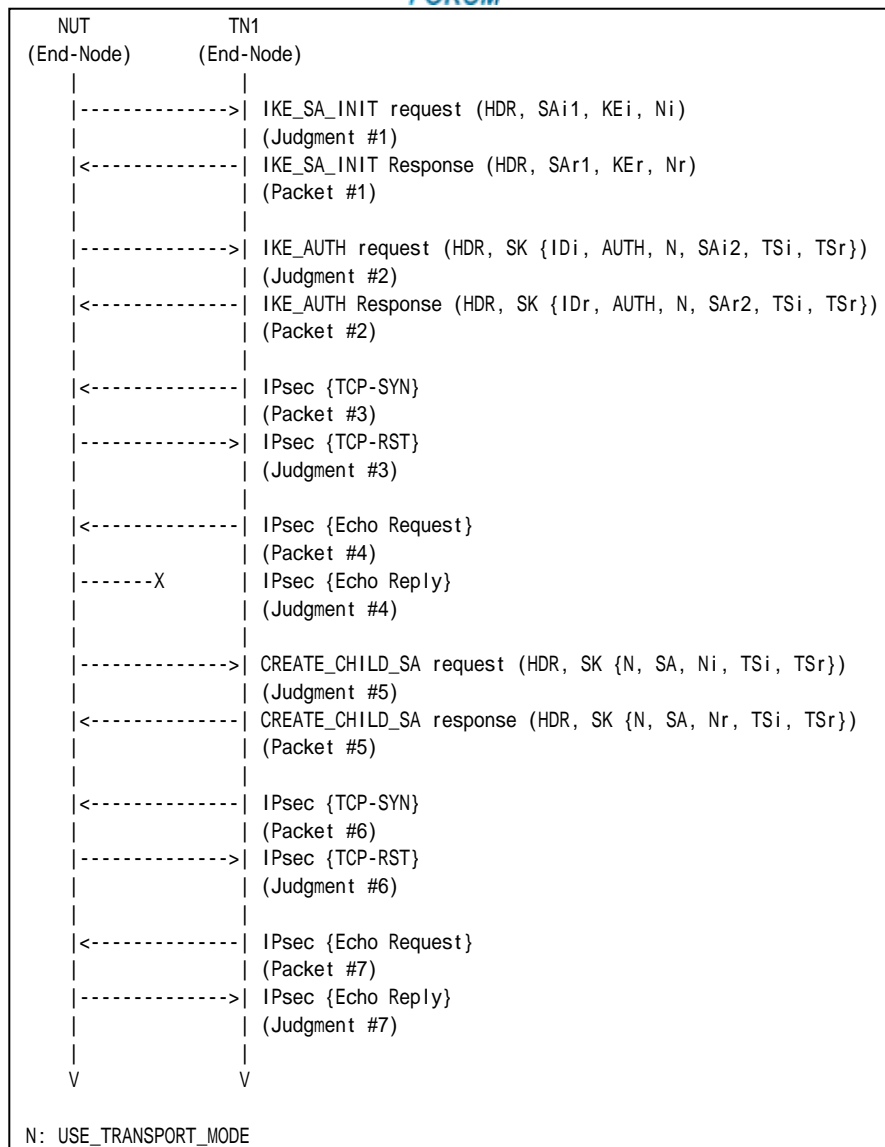 FORUM
NUT TN1
(End-Node) (End-Node)
| |
|-------------->| IKE_SA_INIT request (HDR, SAi1, KEi, Ni)
| | (Judgment #1)
|<--------------| IKE_SA_INIT Response (HDR, SAr1, KEr, Nr)
| | (Packet #1)
| |
|-------------->| IKE_AUTH request (HDR, SK {IDi, AUTH, N, SAi2, TSi, TSr})
| | (Judgment #2)
|<--------------| IKE_AUTH Response (HDR, SK {IDr, AUTH, N, SAr2, TSi, TSr})
| | (Packet #2)
| |
|<--------------| IPsec {TCP-SYN}
| | (Packet #3)
|-------------->| IPsec {TCP-RST}
| | (Judgment #3)
| |
|<--------------| IPsec {Echo Request}
| | (Packet #4)
|-------X | IPsec {Echo Reply}
| | (Judgment #4)
| |
|-------------->| CREATE_CHILD_SA request (HDR, SK {N, SA, Ni, TSi, TSr})
| | (Judgment #5)
|<--------------| CREATE_CHILD_SA response (HDR, SK {N, SA, Nr, TSi, TSr})
| | (Packet #5)
| |
|<--------------| IPsec {TCP-SYN}
| | (Packet #6)
|-------------->| IPsec {TCP-RST}
| | (Judgment #6)
| |
|<--------------| IPsec {Echo Request}
| | (Packet #7)
|-------------->| IPsec {Echo Reply}
| | (Judgment #7)
| |
V V
N: USE_TRANSPORT_MODE